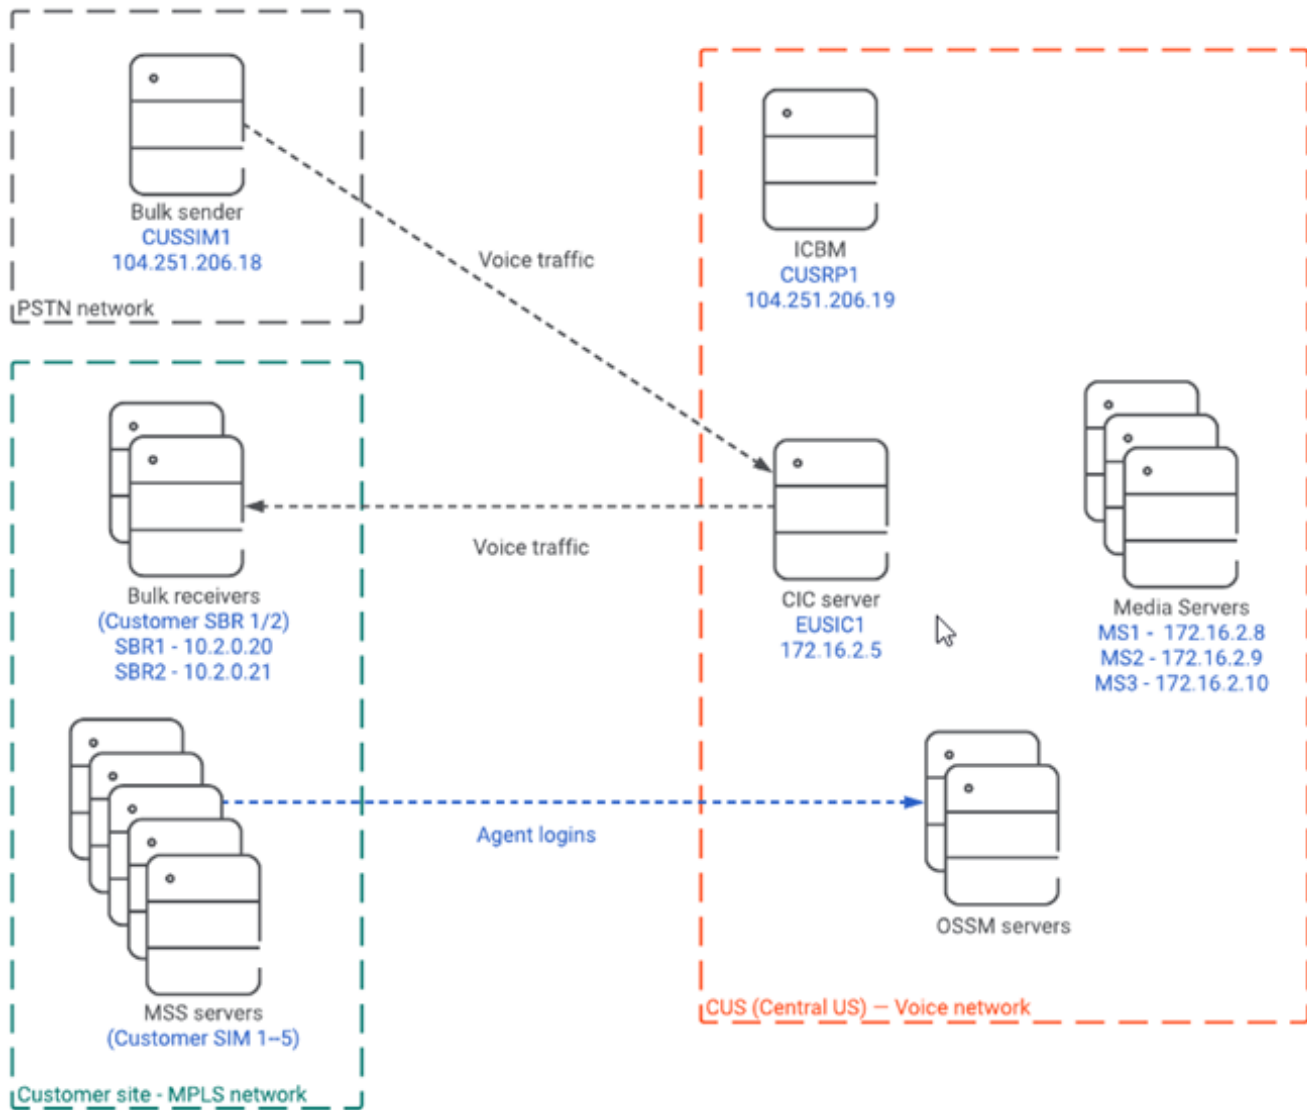 Bulk sender
CUSSIM1
104.251.206.18
PSTN network
Voice traffic
ICBM
CUSRP1
104.251.206.19
Bulk receivers
(Customer SBR 1/2)
SBR1 - 10.2.0.20
SBR2 - 10.2.0.21
Voice traffic
CIC server
EUSIC1
172.16.2.5
Media Servers
MS1 - 172.16.2.8
MS2 - 172.16.2.9
MS3 - 172.16.2.10
Agent logins
OSSM servers
MSS servers
(Customer SIM 1--5)
CUS (Central US) — Voice network
Customer site - MPLS network